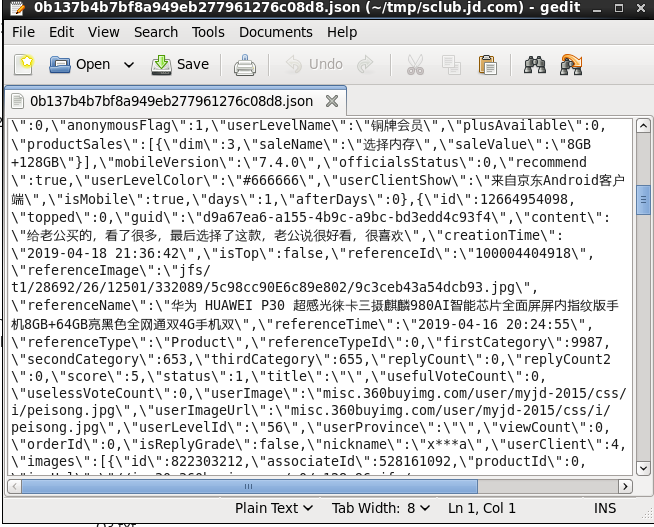 0b137b4b7bf8a949eb277961276c08d8.json (~/tmp/sclub.jd.com) - gedit
File Edit View Search Tools Documents Help
Open Save Undo
0b137b4b7bf8a949eb277961276c08d8.json
\":0,\"anonymousFlag\":1,\"userLevelName\":\"铜牌会员\",\"plusAvailable\":0,
\"productSales\":[{\"dim\":3,\"saleName\":\"选择内存\",\"saleValue\":\"8GB
+128GB\"}],\"mobileVersion\":\"7.4.0\",\"officialsStatus\":0,\"recommend
\":true,\"userLevelColor\":\"#666666\",\"userClientShow\":\"来自京东Android客户
端\",\"isMobile\":true,\"days\":1,\"afterDays\":0},{\"id\":12664954098,
\"topped\":0,\"guid\":\"d9a67ea6-a155-4b9c-a9bc-bd3edd4c93f4\",\"content\":
\"给老公买的，看了很多，最后选择了这款，老公说很好看，很喜欢\",\"creationTime\":
\"2019-04-18 21:36:42\",\"isTop\":false,\"referenceId\":\"100004404918\",
\"referenceImage\":\"jfs/
t1/28692/26/12501/332089/5c98cc90E6c89e802/9c3ceb43a54dcb93.jpg\",
\"referenceName\":\"华为 HUAWEI P30 超感光徕卡三摄麒麟980AI智能芯片全面屏屏内指纹版手
机8GB+64GB亮黑色全网通双4G手机双\",\"referenceTime\":\"2019-04-16 20:24:55\",
\"referenceType\":\"Product\",\"referenceTypeId\":0,\"firstCategory\":9987,
\"secondCategory\":653,\"thirdCategory\":655,\"replyCount\":0,\"replyCount2
\":0,\"score\":5,\"status\":1,\"title\":\"\",\"usefulVoteCount\":0,
\"uselessVoteCount\":0,\"userImage\":\"misc.360buyimg.com/user/myjd-2015/css/
i/peisong.jpg\",\"userImageUrl\":\"misc.360buyimg.com/user/myjd-2015/css/i/
peisong.jpg\",\"userLevelId\":\"56\",\"userProvince\":\"\",\"viewCount\":0,
\"orderId\":0,\"isReplyGrade\":false,\"nickname\":\"x***a\",\"userClient\":4,
\"images\":[{\"id\":822303212,\"associateId\":528161092,\"productId\":0,
Plain Text Tab Width: 8 Ln 1, Col 1 INS